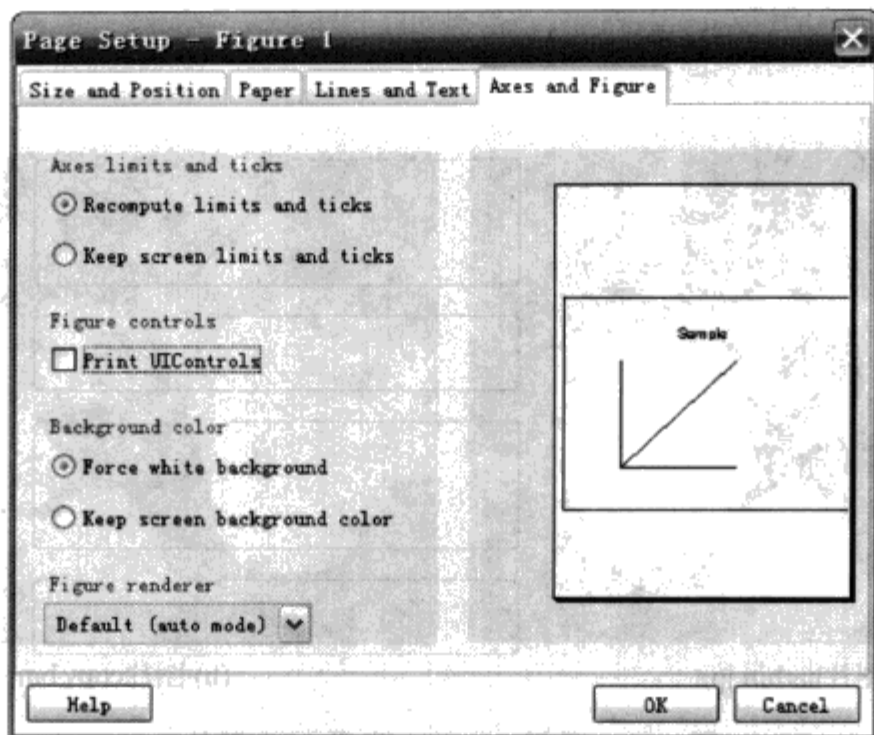 Page Setup - Figure 1
Size and Position Paper Lines and Text Axes and Figure
Axes limits and ticks
Recompute limits and ticks
Keep screen limits and ticks
Figure controls
Print UIControls
Background color
Force white background
Keep screen background color
Figure renderer
Default (auto mode)
Sample
Help OK Cancel